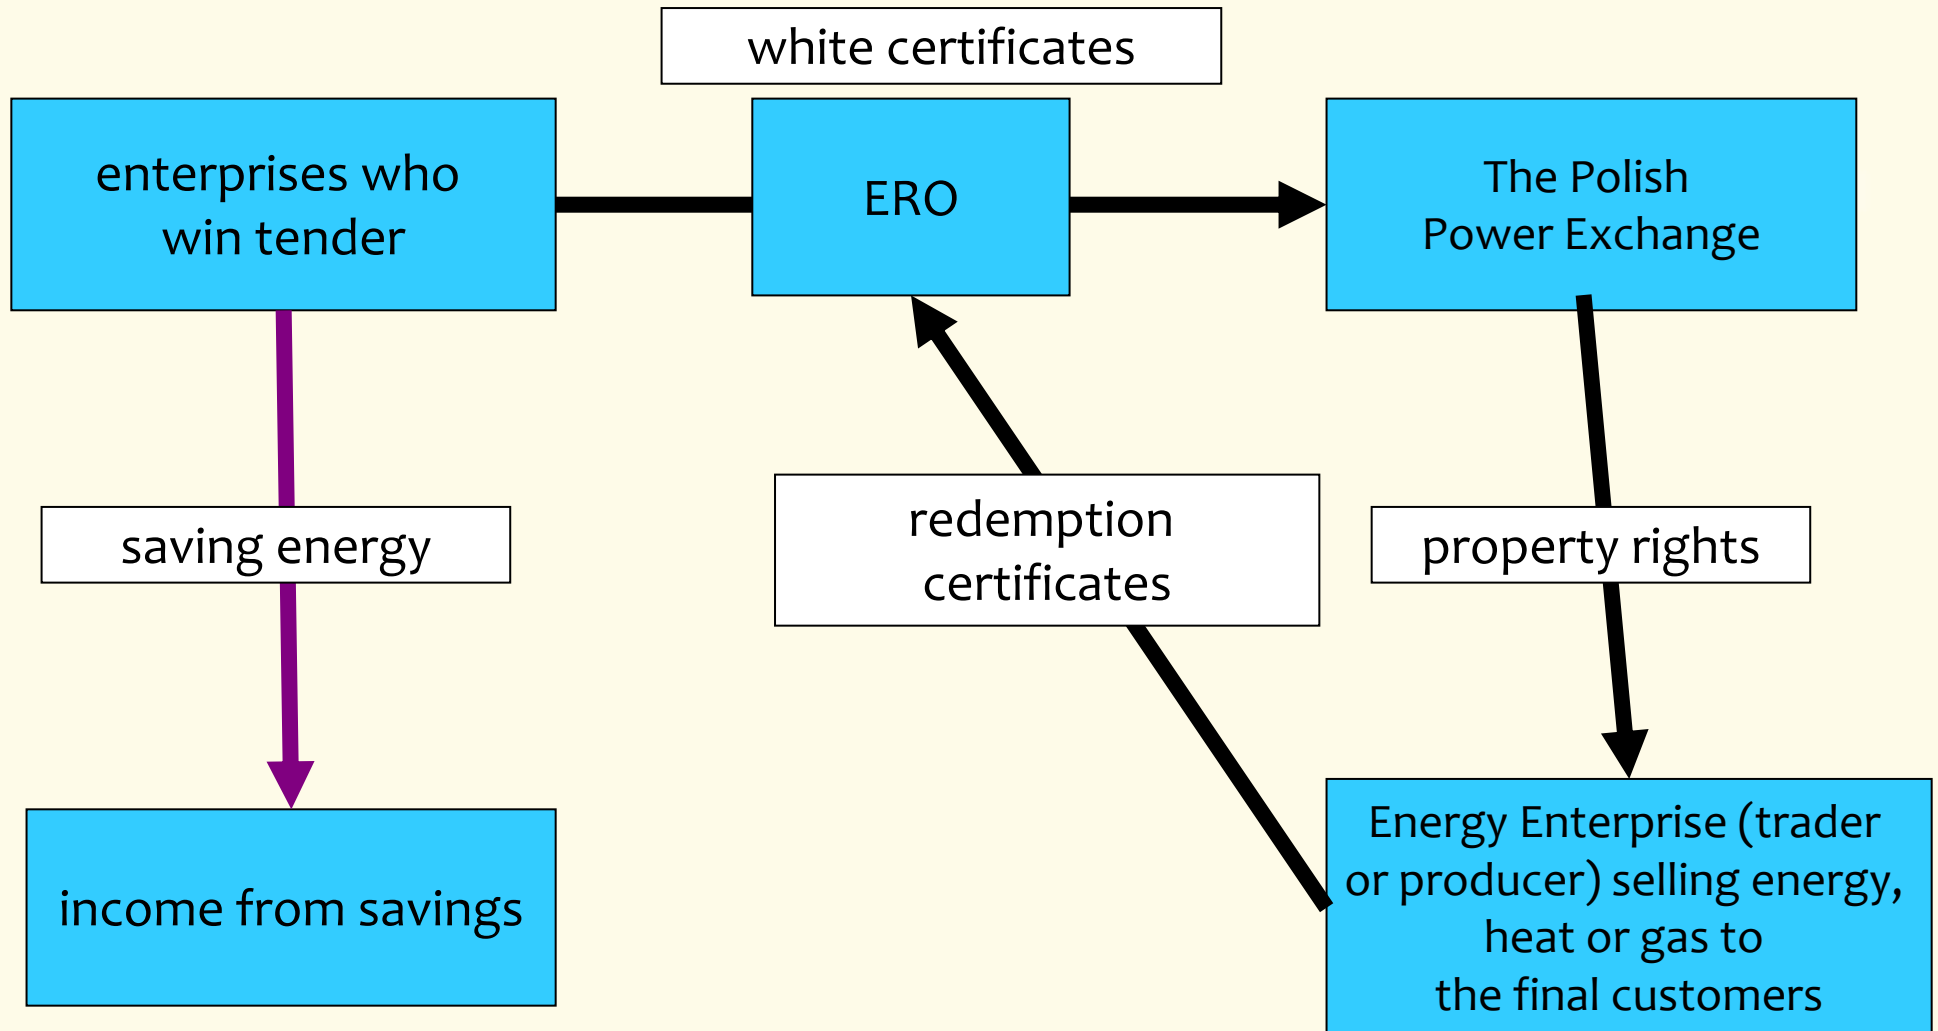 white certificates
enterprises who
win tender
ERO
The Polish
Power Exchange
saving energy
redemption
certificates
property rights
income from savings
Energy Enterprise (trader
or producer) selling energy,
heat or gas to
the final customers